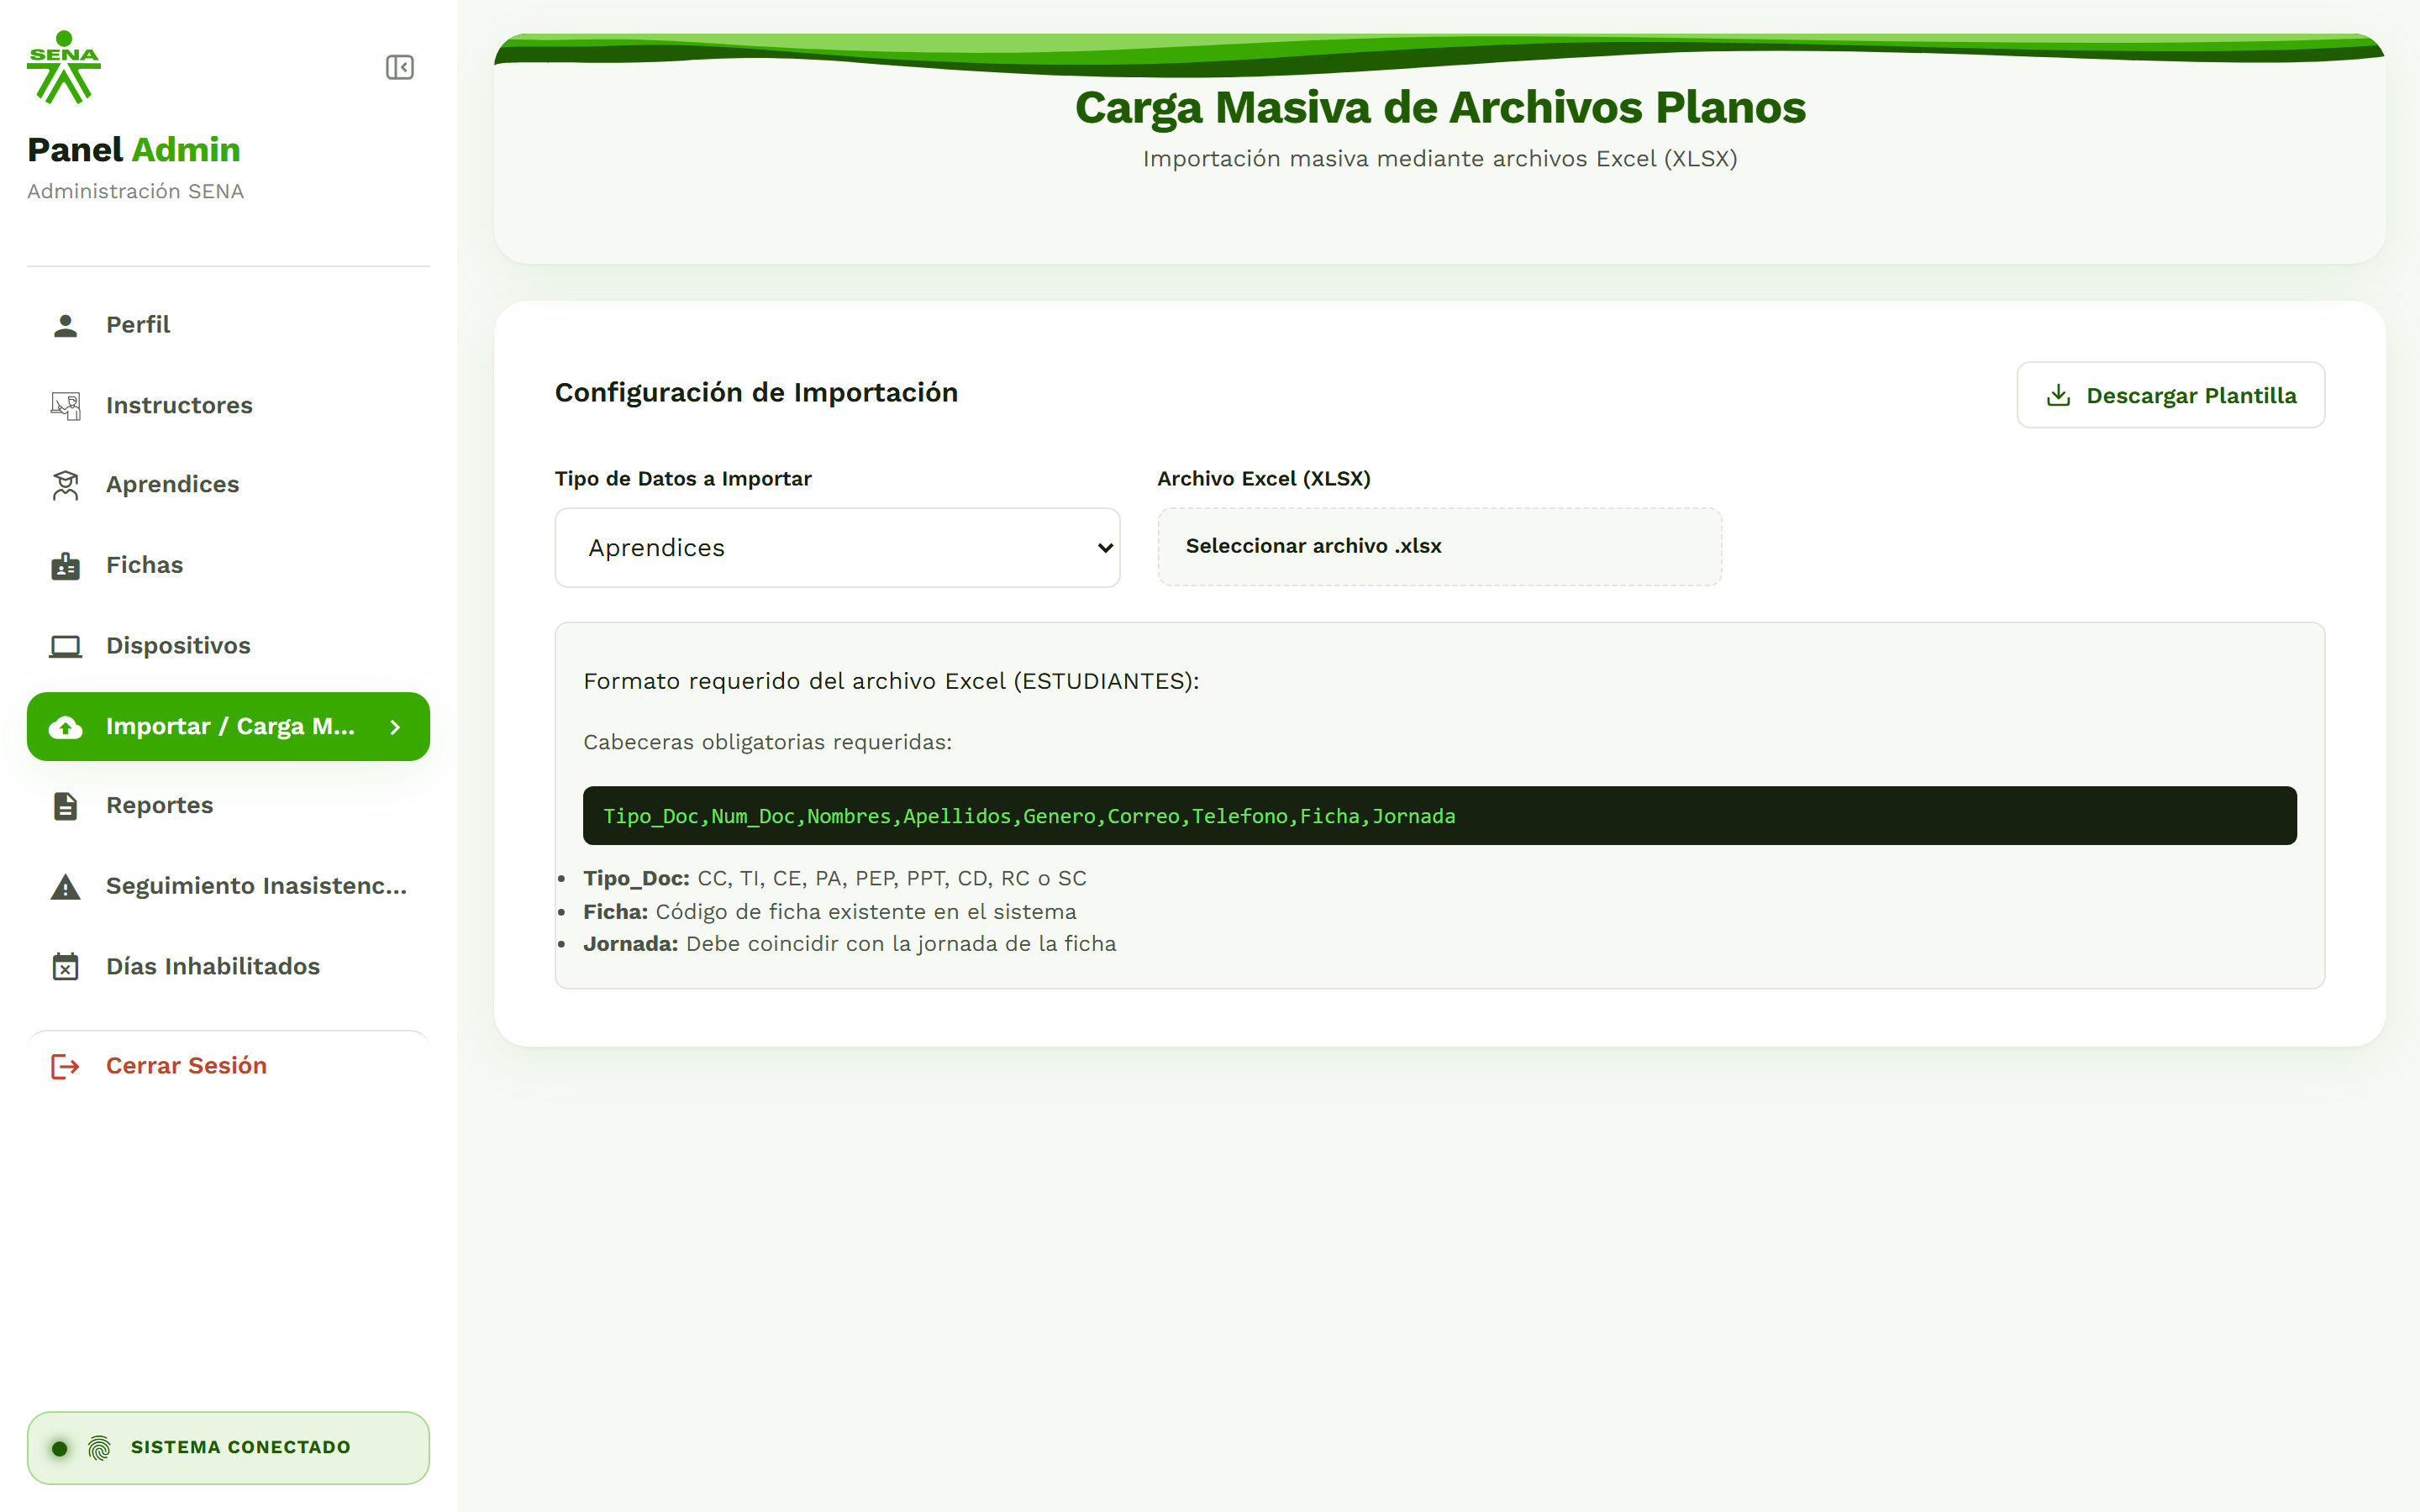 SENA
Panel Admin
Administración SENA
Perfil
Instructores
Aprendices
Fichas
Dispositivos
Importar / Carga M...
Reportes
Seguimiento Inasistenc...
Días Inhabilitados
Cerrar Sesión
SISTEMA CONECTADO
Carga Masiva de Archivos Planos
Importación masiva mediante archivos Excel (XLSX)
Configuración de Importación
Descargar Plantilla
Tipo de Datos a Importar
Archivo Excel (XLSX)
Aprendices
Seleccionar archivo .xlsx
Formato requerido del archivo Excel (ESTUDIANTES):
Cabeceras obligatorias requeridas:
Tipo_Doc,Num_Doc,Nombres,Apellidos,Genero,Correo,Telefono,Ficha,Jornada
Tipo_Doc: CC, TI, CE, PA, PEP, PPT, CD, RC o SC
Ficha: Código de ficha existente en el sistema
Jornada: Debe coincidir con la jornada de la ficha